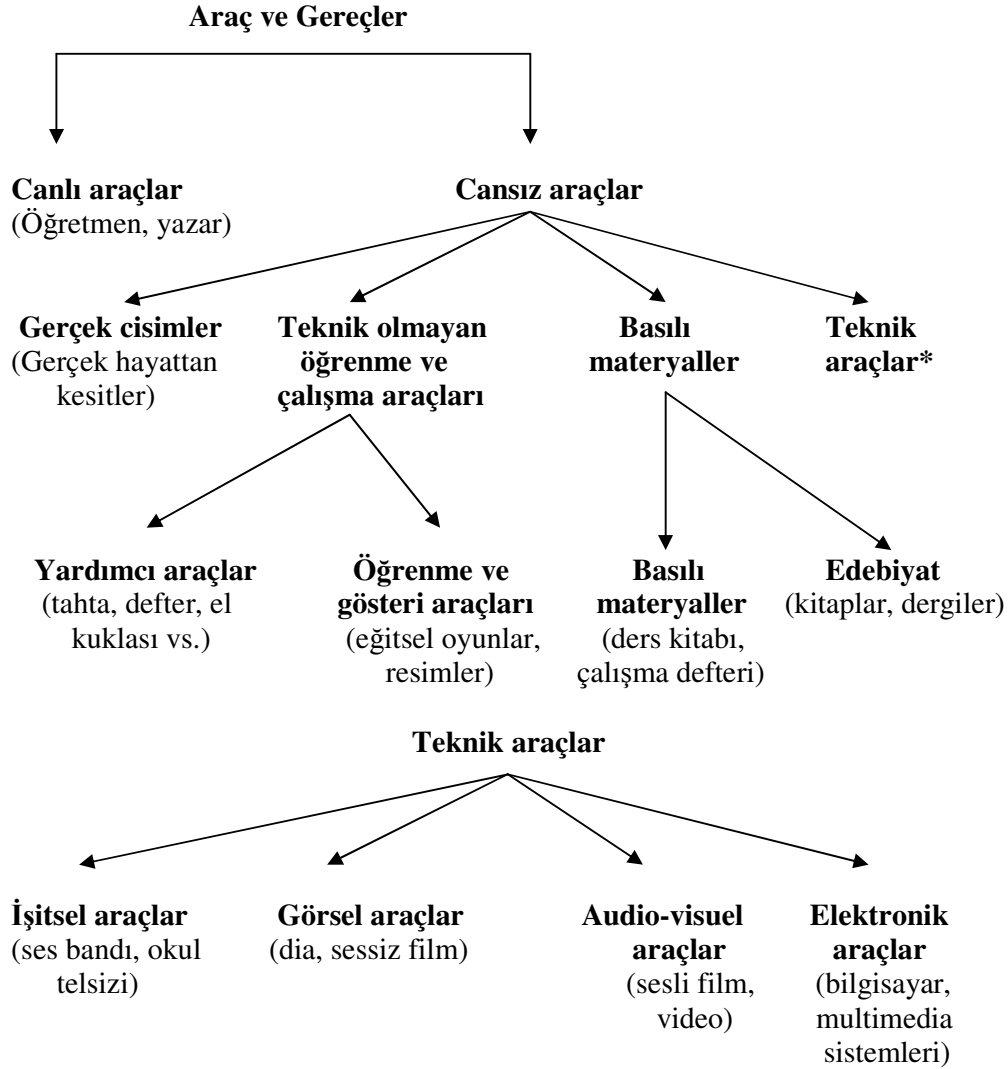 Araç ve Gereçler
Canlı araçlar
(Öğretmen, yazar)
Cansız araçlar
Gerçek cisimler
(Gerçek hayattan
kesitler)
Teknik olmayan
öğrenme ve
çalışma araçları
Basılı
materyaller
Teknik
araçlar*
Yardımcı araçlar
(tahta, defter, el
kuklası vs.)
Öğrenme ve
gösteri araçları
(eğitsel oyunlar,
resimler)
Basılı
materyaller
(ders kitabı,
çalışma defteri)
Edebiyat
(kitaplar, dergiler)
Teknik araçlar
İşitsel araçlar
(ses bandı, okul
telsizi)
Görsel araçlar
(dia, sessiz film)
Audio-visuel
araçlar
(sesli film,
video)
Elektronik
araçlar
(bilgisayar,
multimedia
sistemleri)